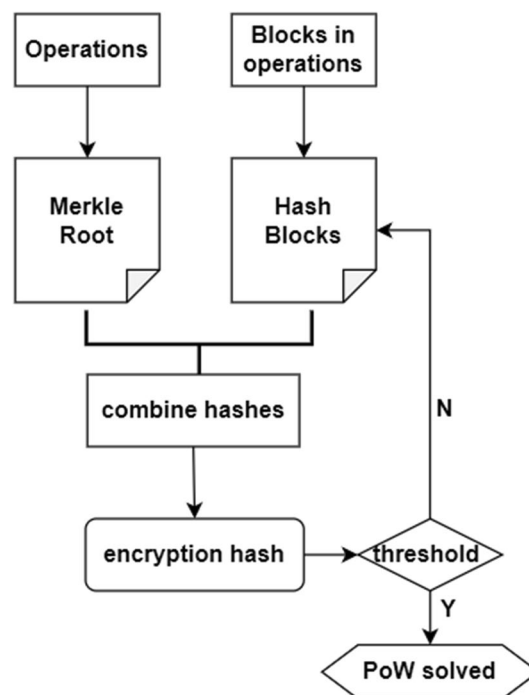 Operations
Blocks in
operations
Merkle
Root
Hash
Blocks
combine hashes
N
encryption hash
threshold
Y
PoW solved